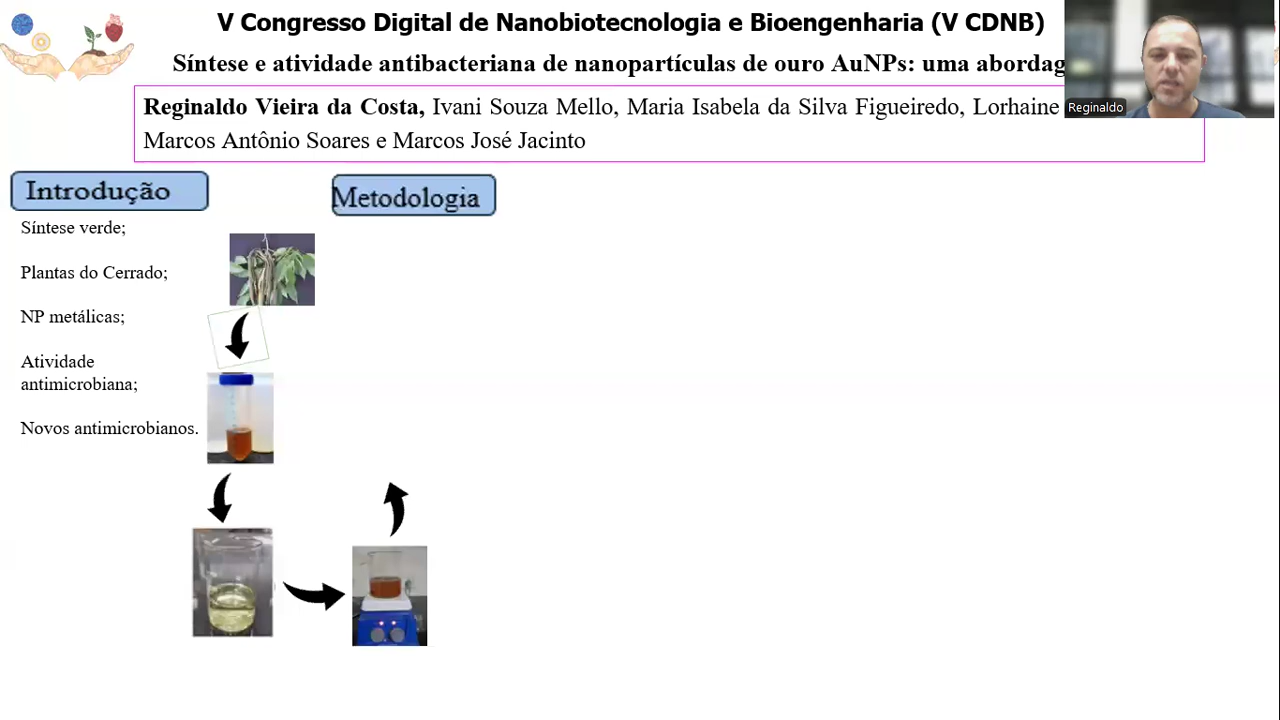 V Congresso Digital de Nanobiotecnologia e Bioengenharia (V CDNB)
Síntese e atividade antibacteriana de nanopartículas de ouro AuNPs: uma
Reginaldo Vieira da Costa, Ivani Souza Mello, Maria Isabela da Silva Figueiredo, Lorhaine
Marcos Antônio Soares e Marcos José Jacinto
Reginaldo
Introdução
Metodologia
Síntese verde;
Plantas do Cerrado;
NP metálicas;
Atividade
antimicrobiana;
Novos antimicrobianos.